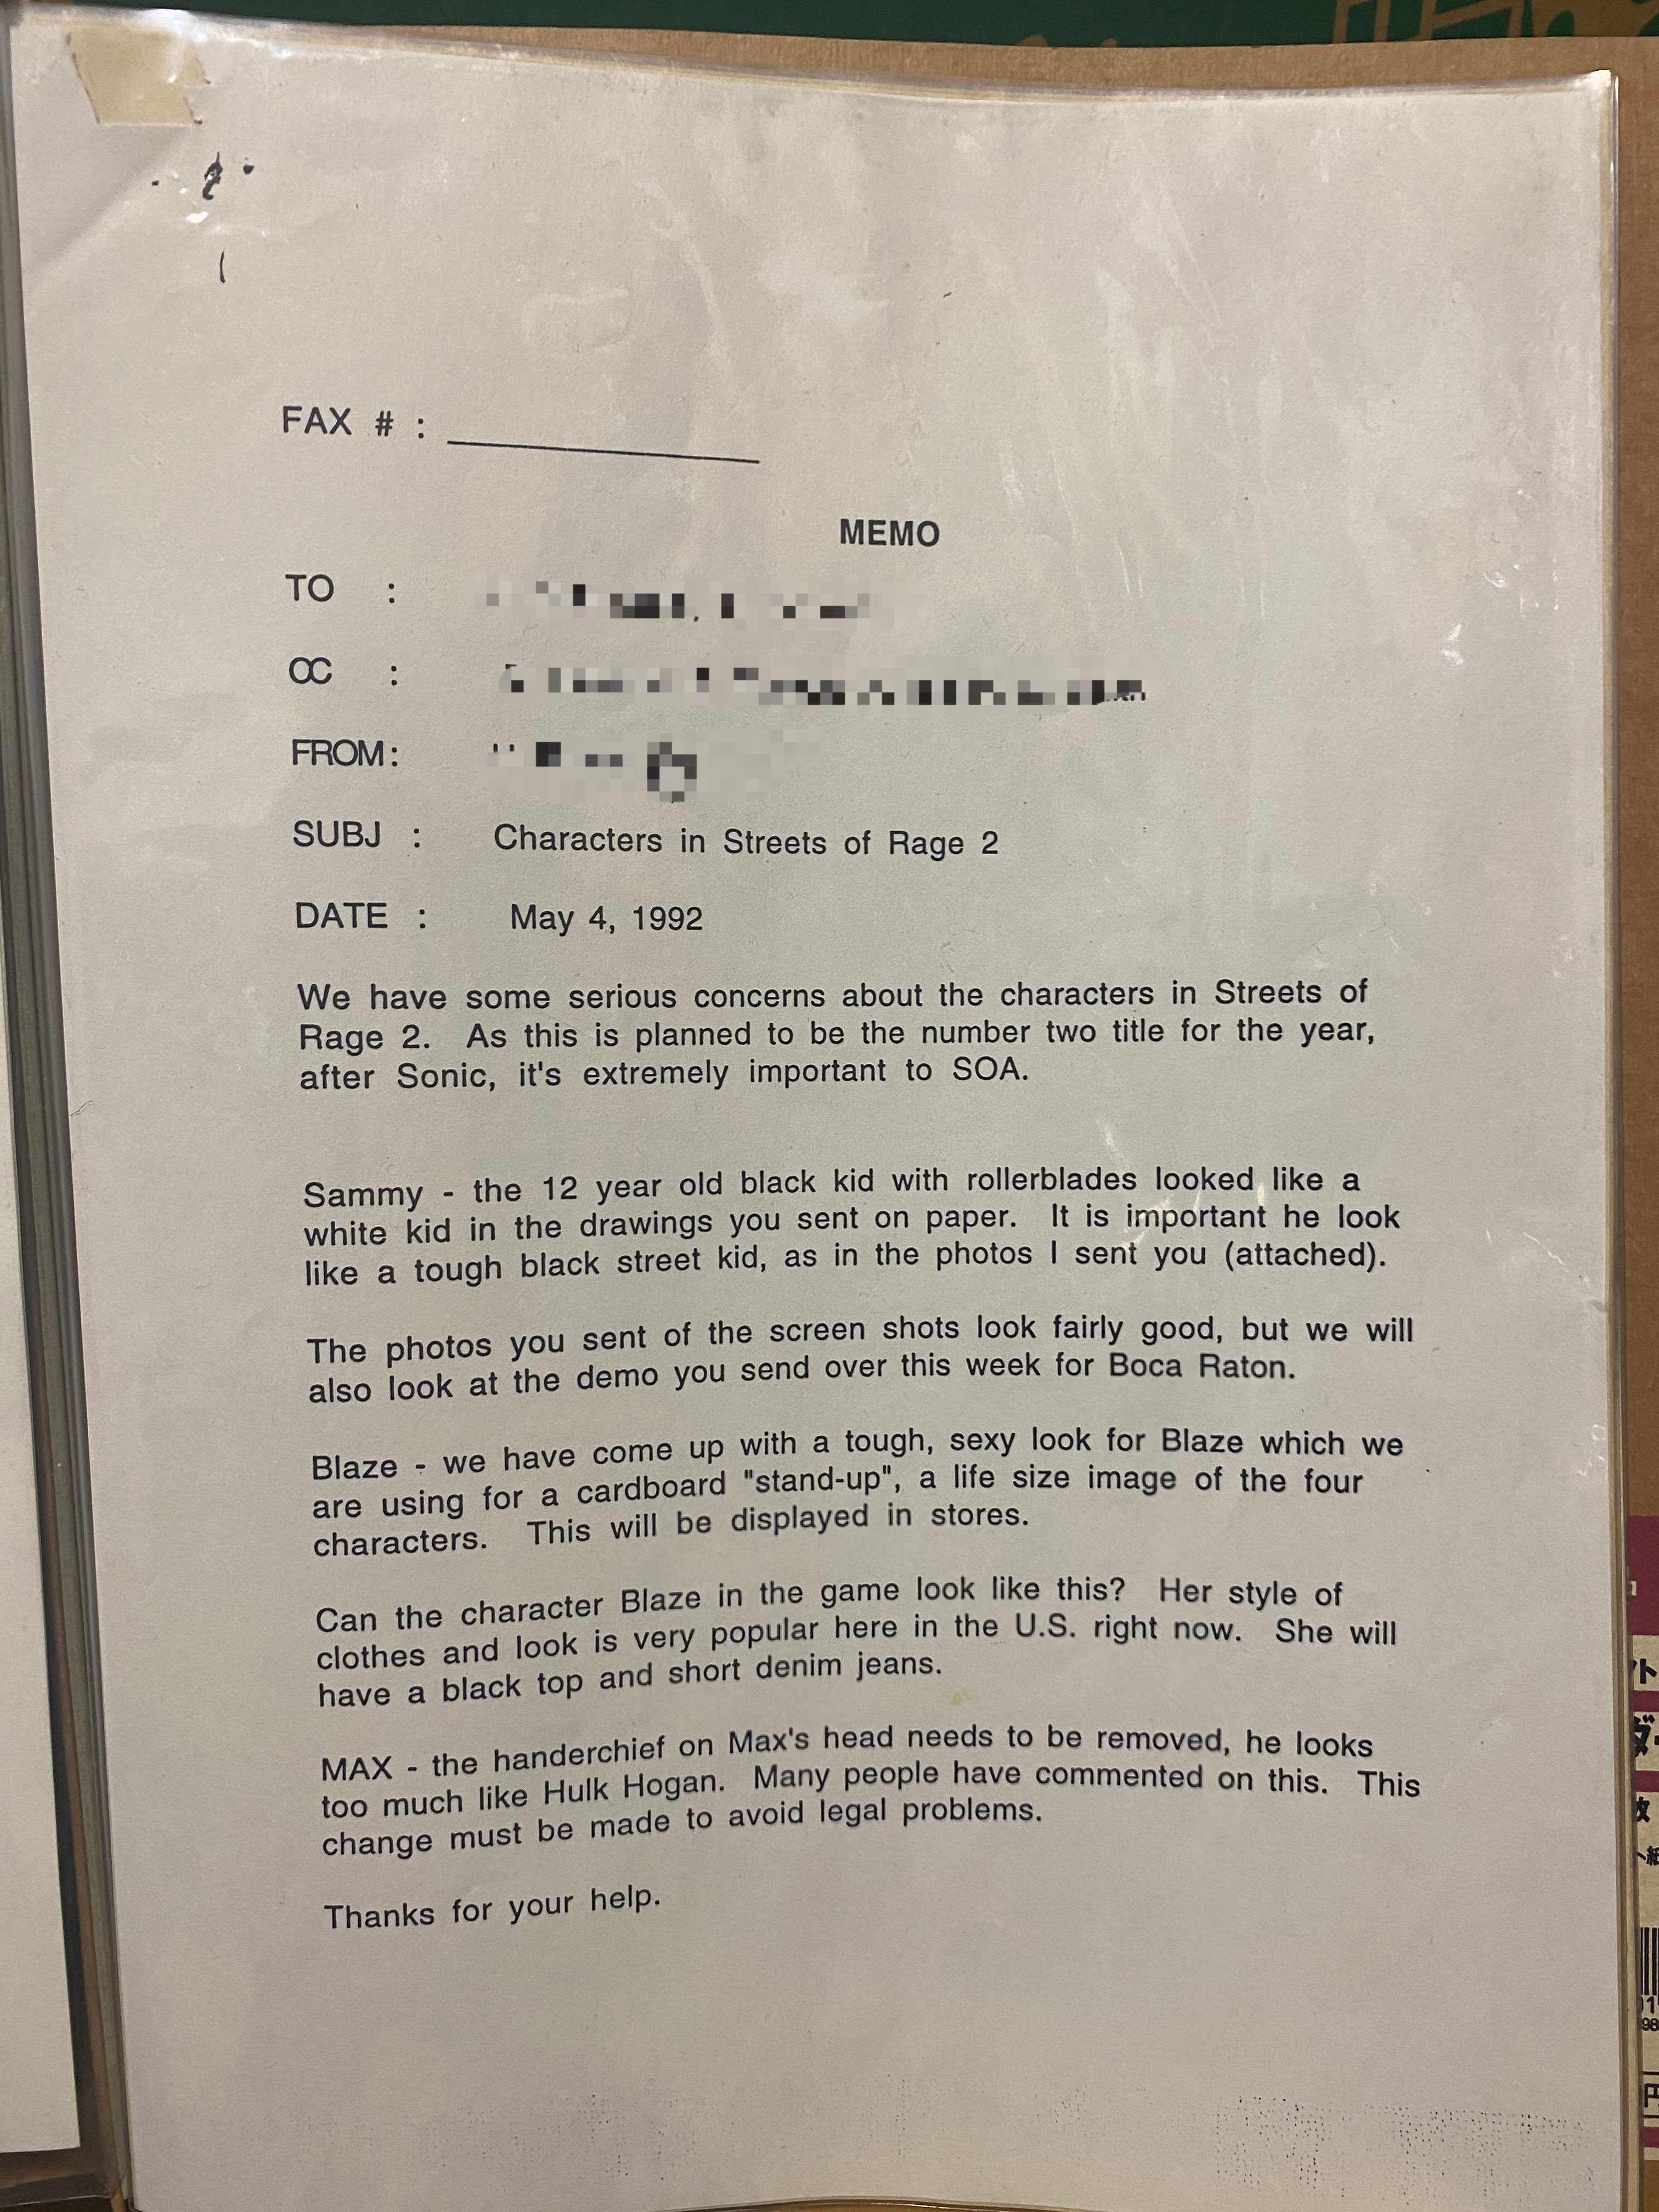 FAX # :
MEMO
TO :
CC :
FROM:
SUBJ : Characters in Streets of Rage 2
DATE : May 4, 1992
We have some serious concerns about the characters in Streets of
Rage 2. As this is planned to be the number two title for the year,
after Sonic, it's extremely important to SOA.
Sammy - the 12 year old black kid with rollerblades looked like a
white kid in the drawings you sent on paper. It is important he look
like a tough black street kid, as in the photos I sent you (attached).
The photos you sent of the screen shots look fairly good, but we will
also look at the demo you send over this week for Boca Raton.
Blaze - we have come up with a tough, sexy look for Blaze which we
are using for a cardboard "stand-up", a life size image of the four
characters. This will be displayed in stores.
Can the character Blaze in the game look like this? Her style of
clothes and look is very popular here in the U.S. right now. She will
have a black top and short denim jeans.
MAX - the handerchief on Max's head needs to be removed, he looks
too much like Hulk Hogan. Many people have commented on this. This
change must be made to avoid legal problems.
Thanks for your help.